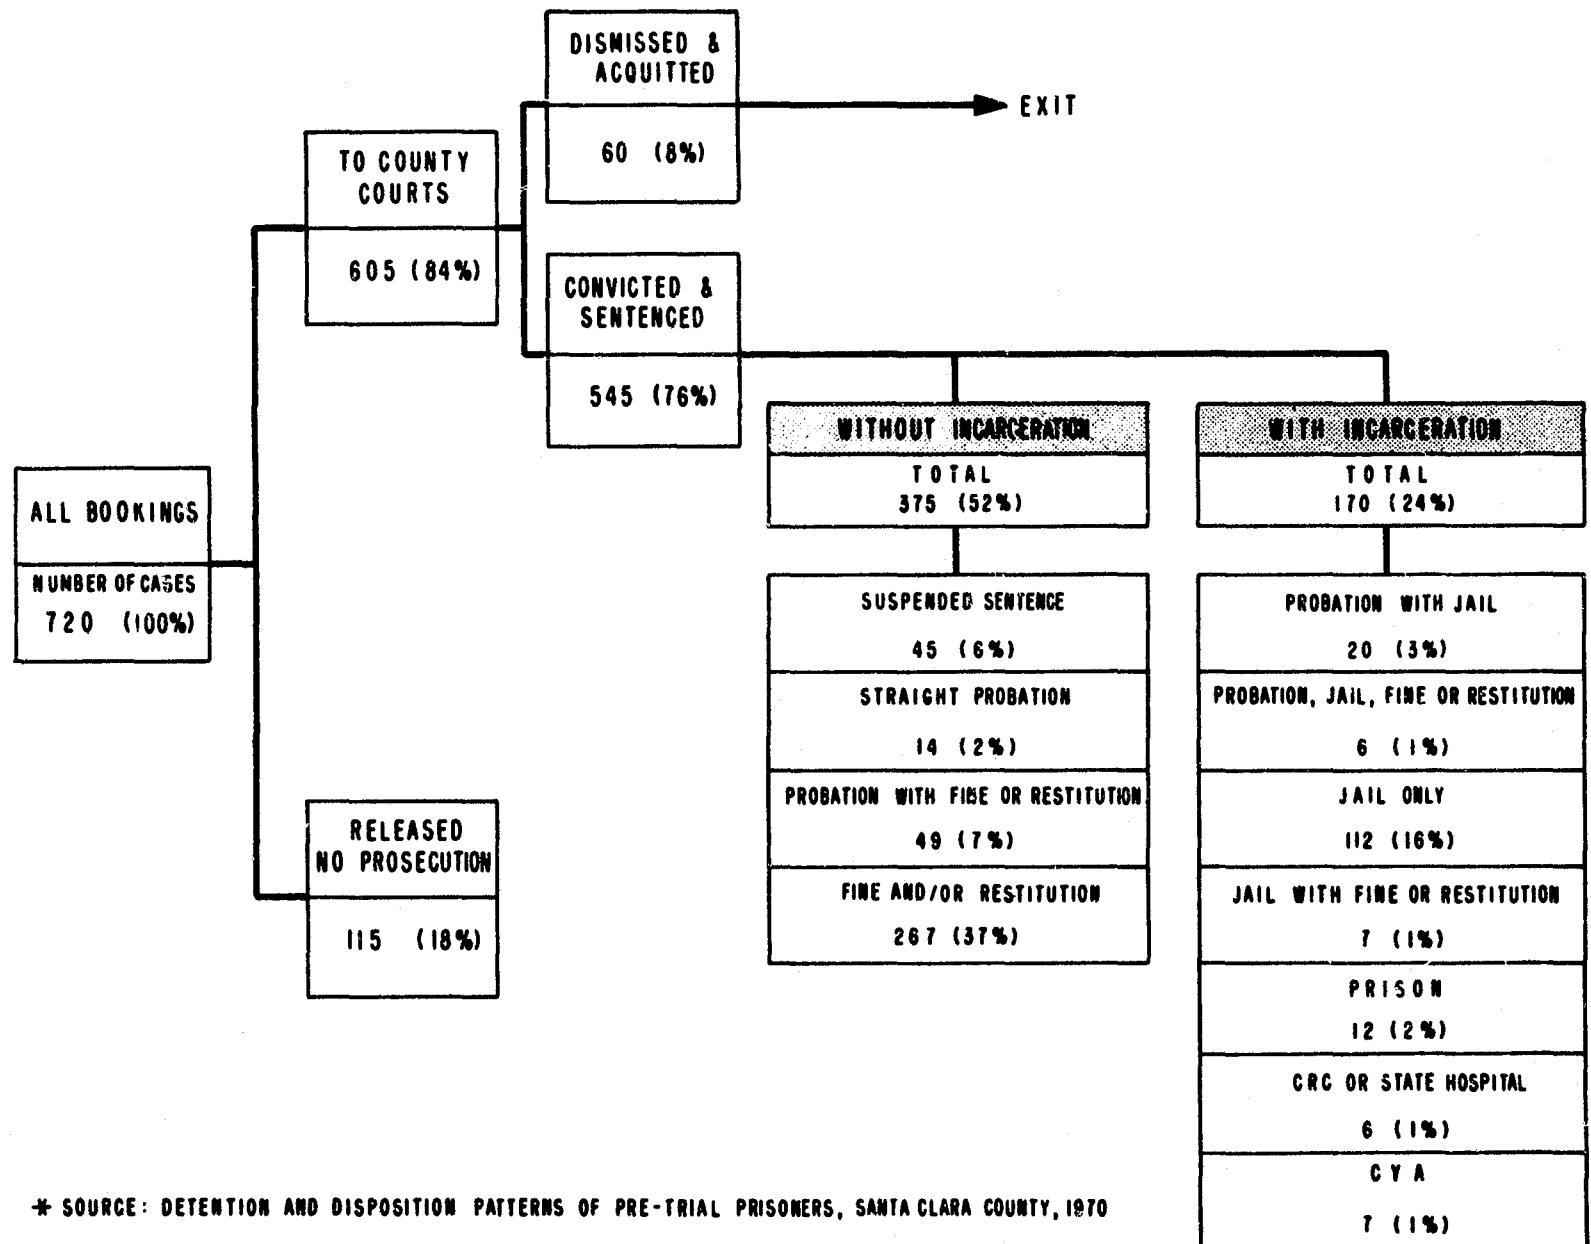 DISMISSED &
ACQUITTED
60 (8%)
EXIT
TO COUNTY
COURTS
605 (84%)
CONVICTED &
SENTENCED
545 (76%)
ALL BOOKINGS
NUMBER OF CASES
720 (100%)
RELEASED
NO PROSECUTION
115 (18%)
WITHOUT INCARCERATION
TOTAL
375 (52%)
SUSPENDED SENTENCE
45 (6%)
STRAIGHT PROBATION
14 (2%)
PROBATION WITH FINE OR RESTITUTION
49 (7%)
FINE AND/OR RESTITUTION
267 (37%)
WITH INCARCERATION
TOTAL
170 (24%)
PROBATION WITH JAIL
20 (3%)
PROBATION, JAIL, FINE OR RESTITUTION
6 (1%)
JAIL ONLY
112 (16%)
JAIL WITH FINE OR RESTITUTION
7 (1%)
PRISON
12 (2%)
CRC OR STATE HOSPITAL
6 (1%)
CYA
7 (1%)
* SOURCE: DETENTION AND DISPOSITION PATTERNS OF PRE-TRIAL PRISONERS, SANTA CLARA COUNTY, 1970